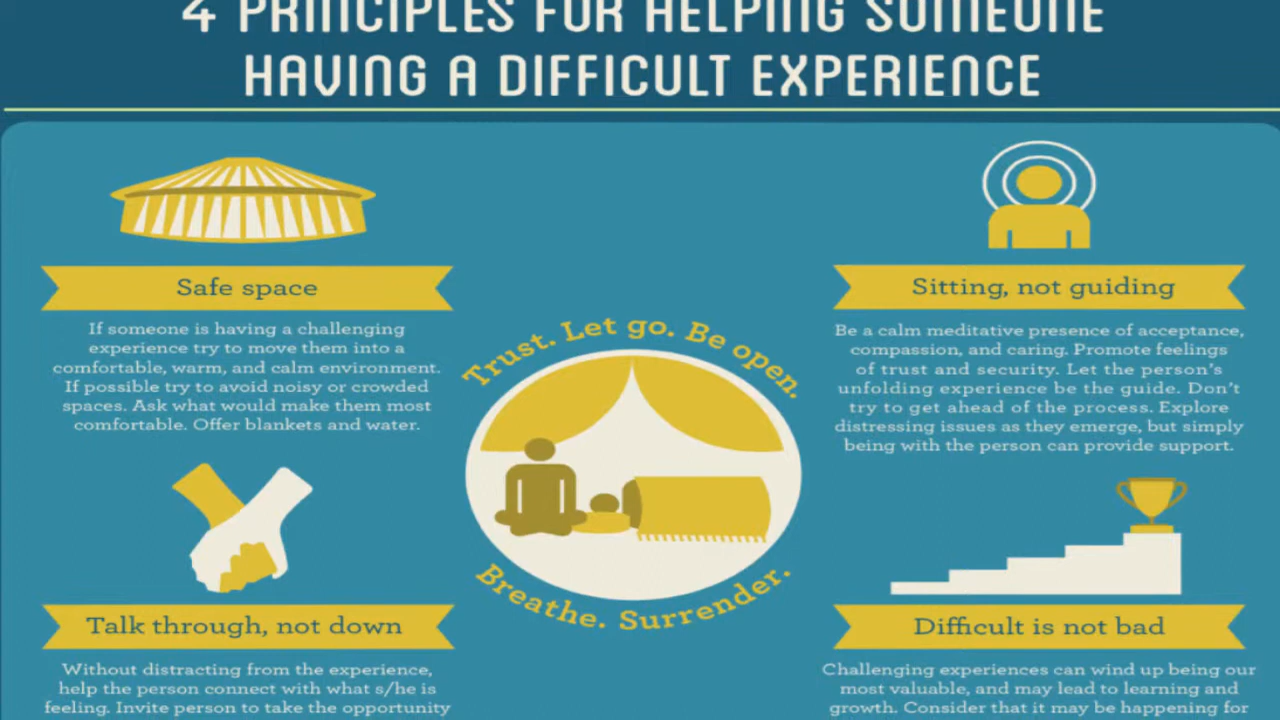 4 PRINCIPLES FOR HELPING SOMEONE
HAVING A DIFFICULT EXPERIENCE
Safe space
If someone is having a challenging
experience try to move them into a
comfortable, warm, and calm environment.
If possible try to avoid noisy or crowded
spaces. Ask what would make them most
comfortable. Offer blankets and water.
Sitting, not guiding
Be a calm meditative presence of acceptance,
compassion, and caring. Promote feelings
of trust and security. Let the person's
unfolding experience be the guide. Don't
try to get ahead of the process. Explore
distressing issues as they emerge, but simply
being with the person can provide support.
Trust. Let go. Be open.
Breathe. Surrender.
Talk through, not down
Without distracting from the experience,
help the person connect with what s/he is
feeling. Invite person to take the opportunity
Difficult is not bad
Challenging experiences can wind up being our
most valuable, and may lead to learning and
growth. Consider that it may be happening for